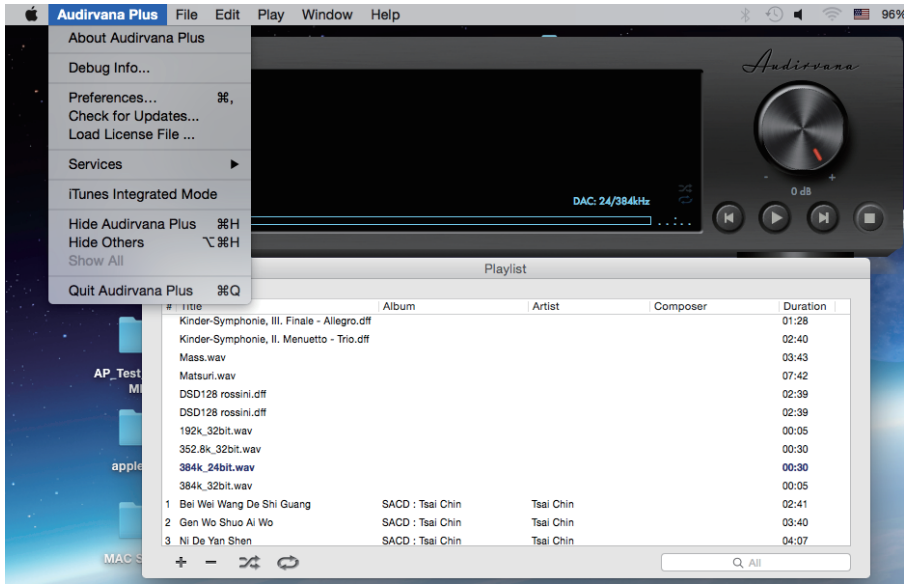 Audirvana Plus File Edit Play Window Help 96%
About Audirvana Plus
Debug Info...
Preferences... ⌘,
Check for Updates...
Load License File ...
Services ▶
iTunes Integrated Mode
Hide Audirvana Plus ⌘H
Hide Others ⌥⌘H
Show All
Quit Audirvana Plus ⌘Q
Audirvana
- +
0 dB
DAC: 24/384kHz
Playlist
# Title Album Artist Composer Duration
Kinder-Symphonie, III. Finale - Allegro.dff 01:28
Kinder-Symphonie, II. Menuetto - Trio.dff 02:40
Mass.wav 03:43
Matsuri.wav 07:42
DSD128 rossini.dff 02:39
DSD128 rossini.dff 02:39
192k_32bit.wav 00:05
352.8k_32bit.wav 00:30
384k_24bit.wav 00:30
384k_32bit.wav 00:05
1 Bei Wei Wang De Shi Guang SACD : Tsai Chin Tsai Chin 02:41
2 Gen Wo Shuo Ai Wo SACD : Tsai Chin Tsai Chin 03:40
3 Ni De Yan Shen SACD : Tsai Chin Tsai Chin 04:07
All
AP_Test
MI
apple
MAC S